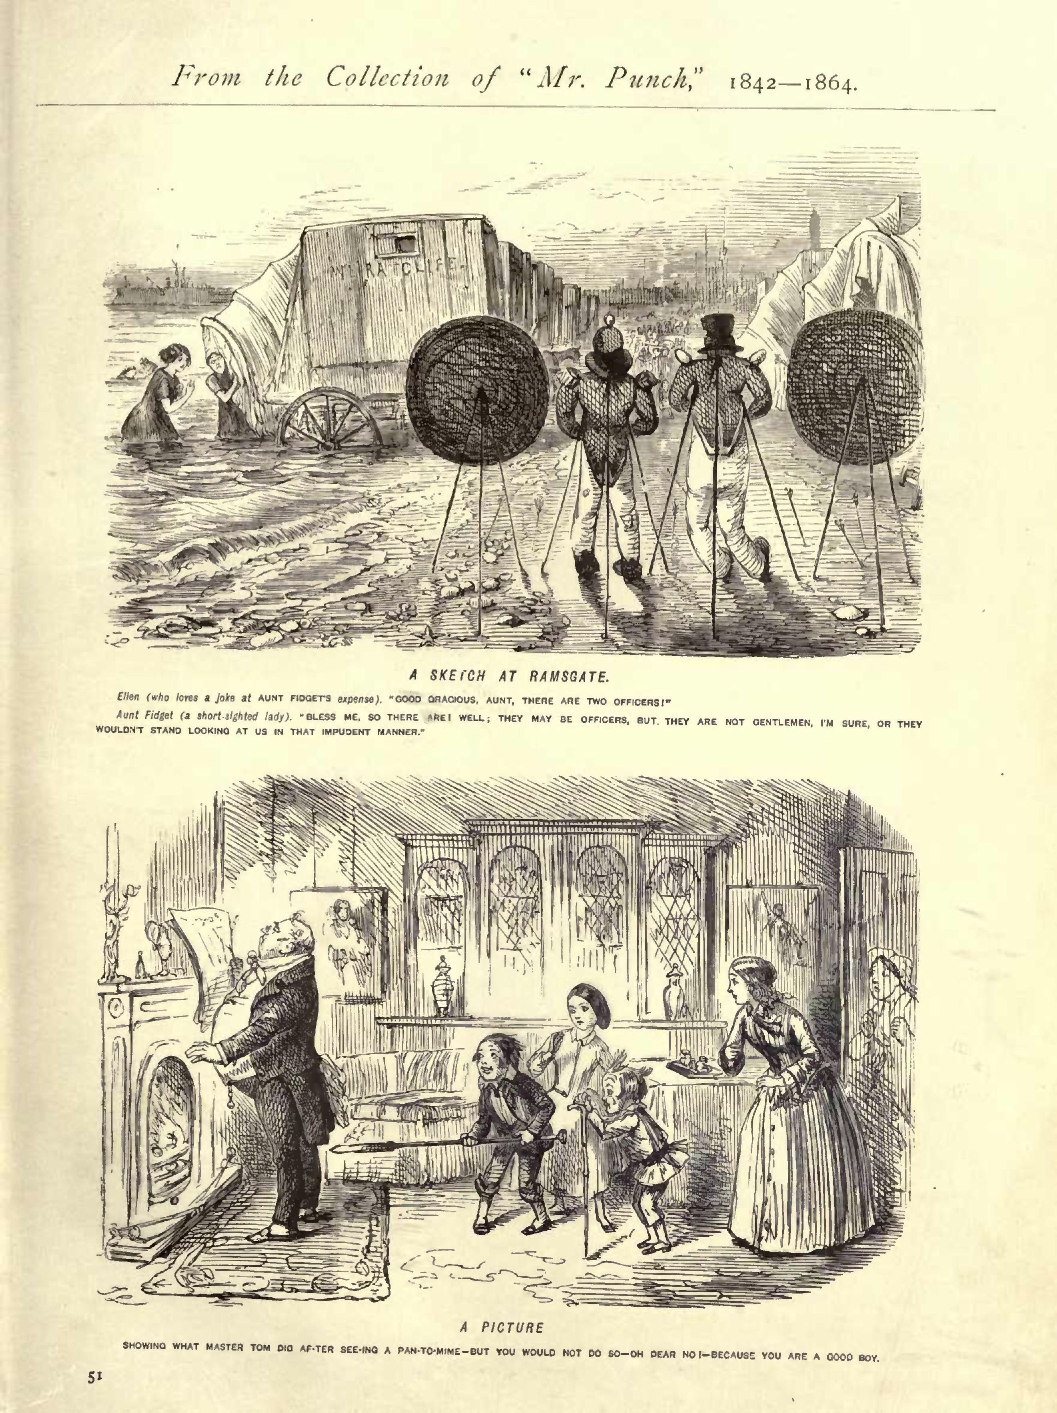 From the Collection of "Mr. Punch," 1842—1864.
RATCLIFE
A SKETCH AT RAMSGATE.
Ellen (who loves a joke at AUNT FIDGET'S expense). "GOOD GRACIOUS, AUNT, THERE ARE TWO OFFICERS!"
Aunt Fidget (a short-sighted lady). "BLESS ME, SO THERE ARE! WELL; THEY MAY BE OFFICERS, BUT THEY ARE NOT GENTLEMEN, I'M SURE, OR THEY
WOULDN'T STAND LOOKING AT US IN THAT IMPUDENT MANNER."
A PICTURE
SHOWING WHAT MASTER TOM DID AF-TER SEE-ING A PAN-TO-MIME—BUT YOU WOULD NOT DO SO—OH DEAR NO!—BECAUSE YOU ARE A GOOD BOY.
51